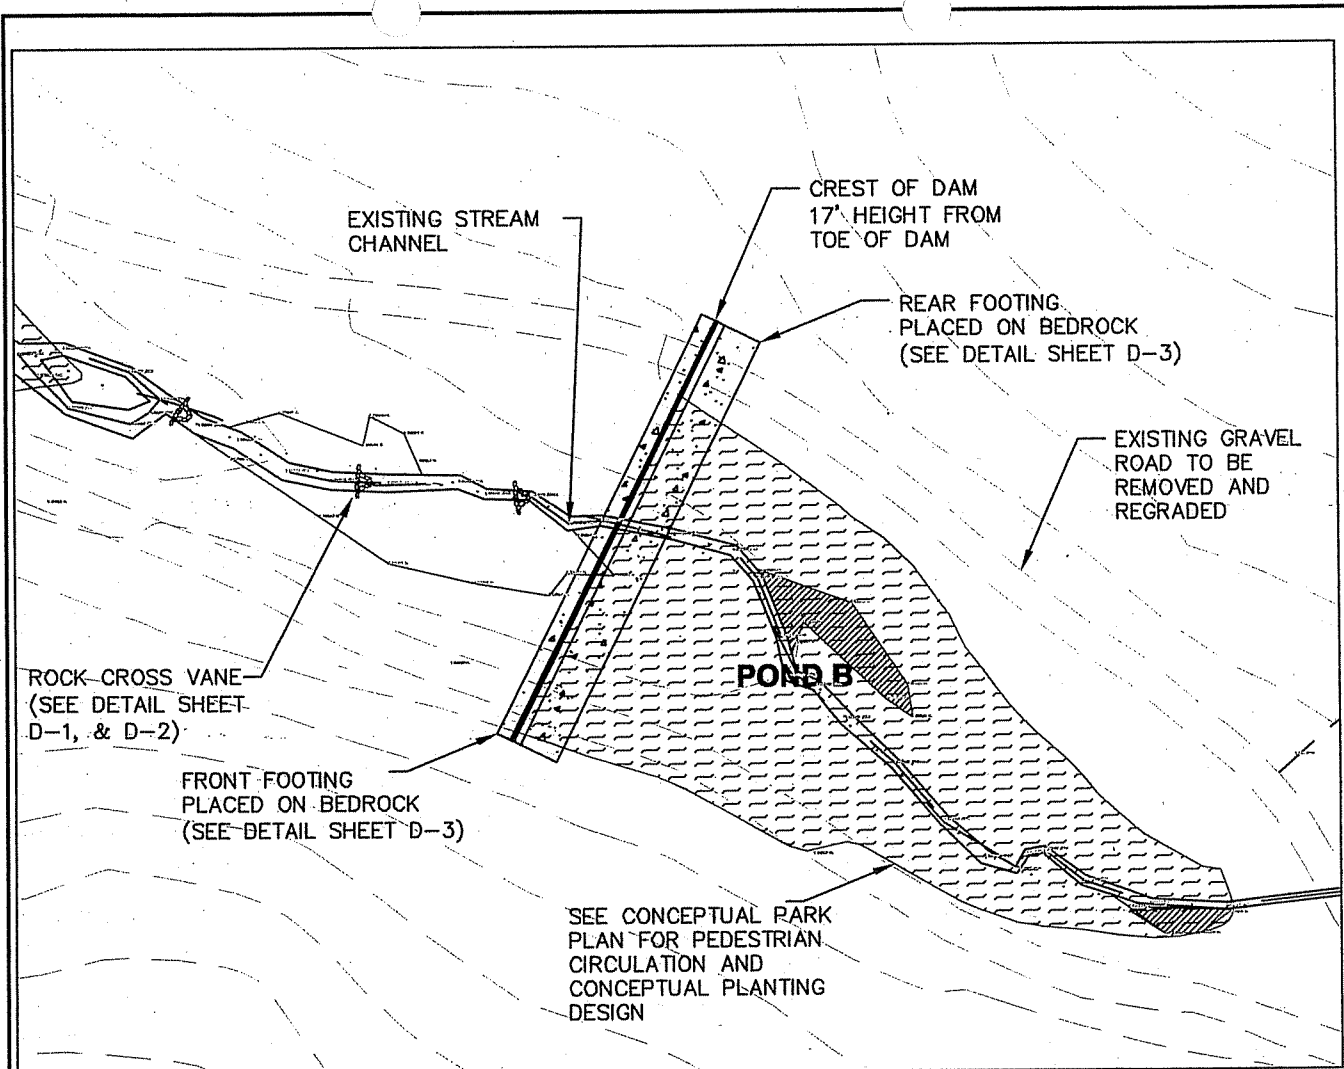 CREST OF DAM
17' HEIGHT FROM
TOE OF DAM
EXISTING STREAM
CHANNEL
REAR FOOTING
PLACED ON BEDROCK
(SEE DETAIL SHEET D-3)
EXISTING GRAVEL
ROAD TO BE
REMOVED AND
REGRADED
POND B
ROCK CROSS VANE
(SEE DETAIL SHEET
D-1, & D-2)
FRONT FOOTING
PLACED ON BEDROCK
(SEE DETAIL SHEET D-3)
SEE CONCEPTUAL PARK
PLAN FOR PEDESTRIAN
CIRCULATION AND
CONCEPTUAL PLANTING
DESIGN